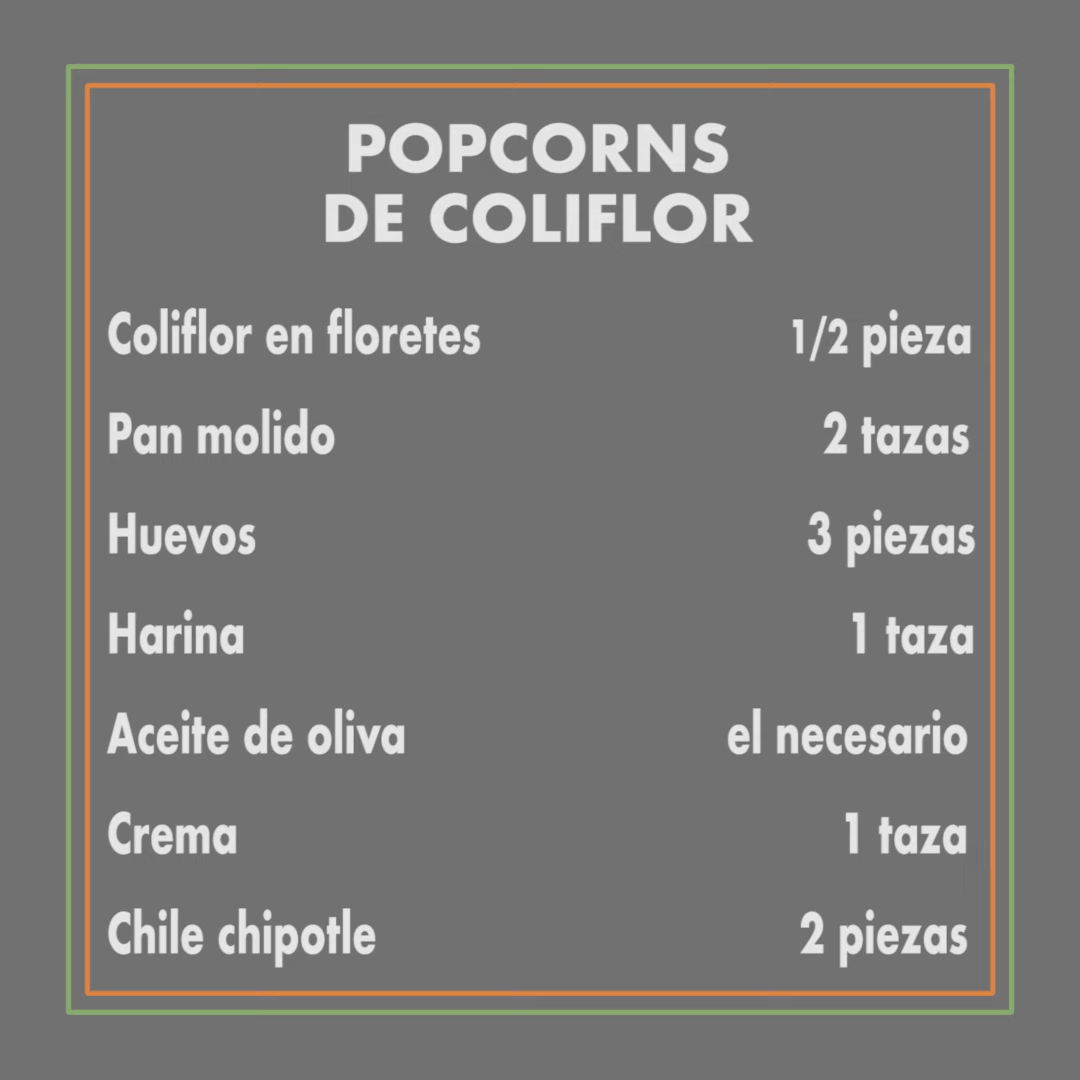 POPCORNS
DE COLIFLOR
Coliflor en floretes 1/2 pieza
Pan molido 2 tazas
Huevos 3 piezas
Harina 1 taza
Aceite de oliva el necesario
Crema 1 taza
Chile chipotle 2 piezas